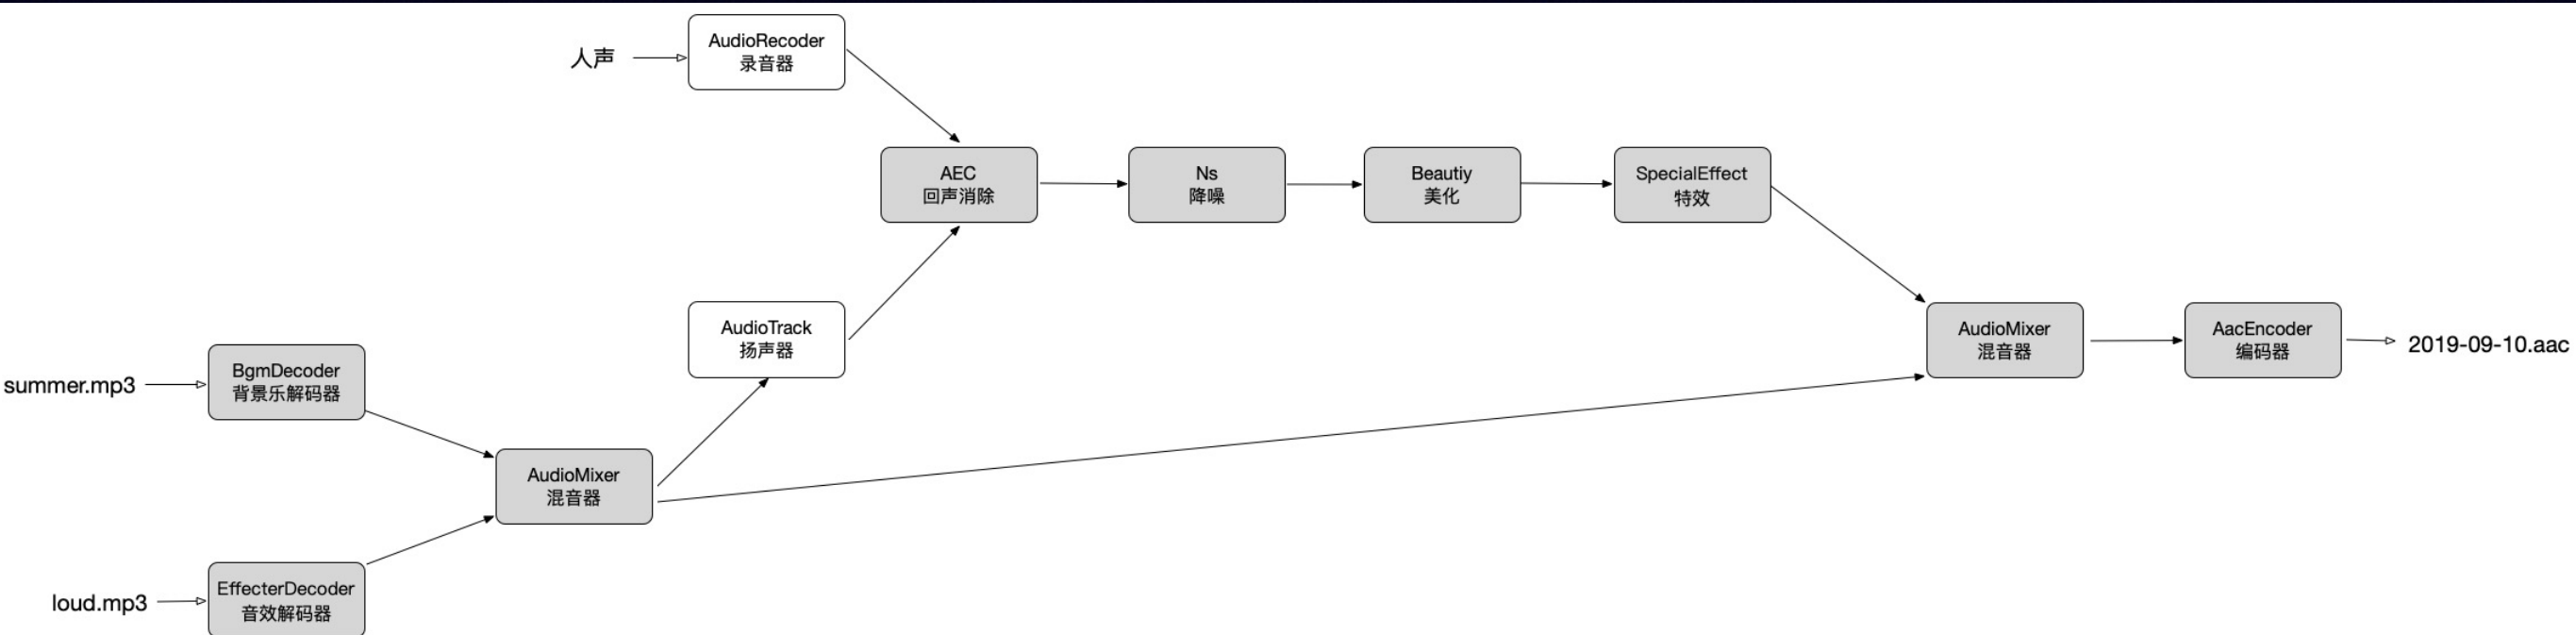 人声
AudioRecoder
录音器
AEC
回声消除
Ns
降噪
Beautiy
美化
SpecialEffect
特效
AudioTrack
扬声器
AudioMixer
混音器
AacEncoder
编码器
2019-09-10.aac
summer.mp3
BgmDecoder
背景乐解码器
AudioMixer
混音器
loud.mp3
EffecterDecoder
音效解码器